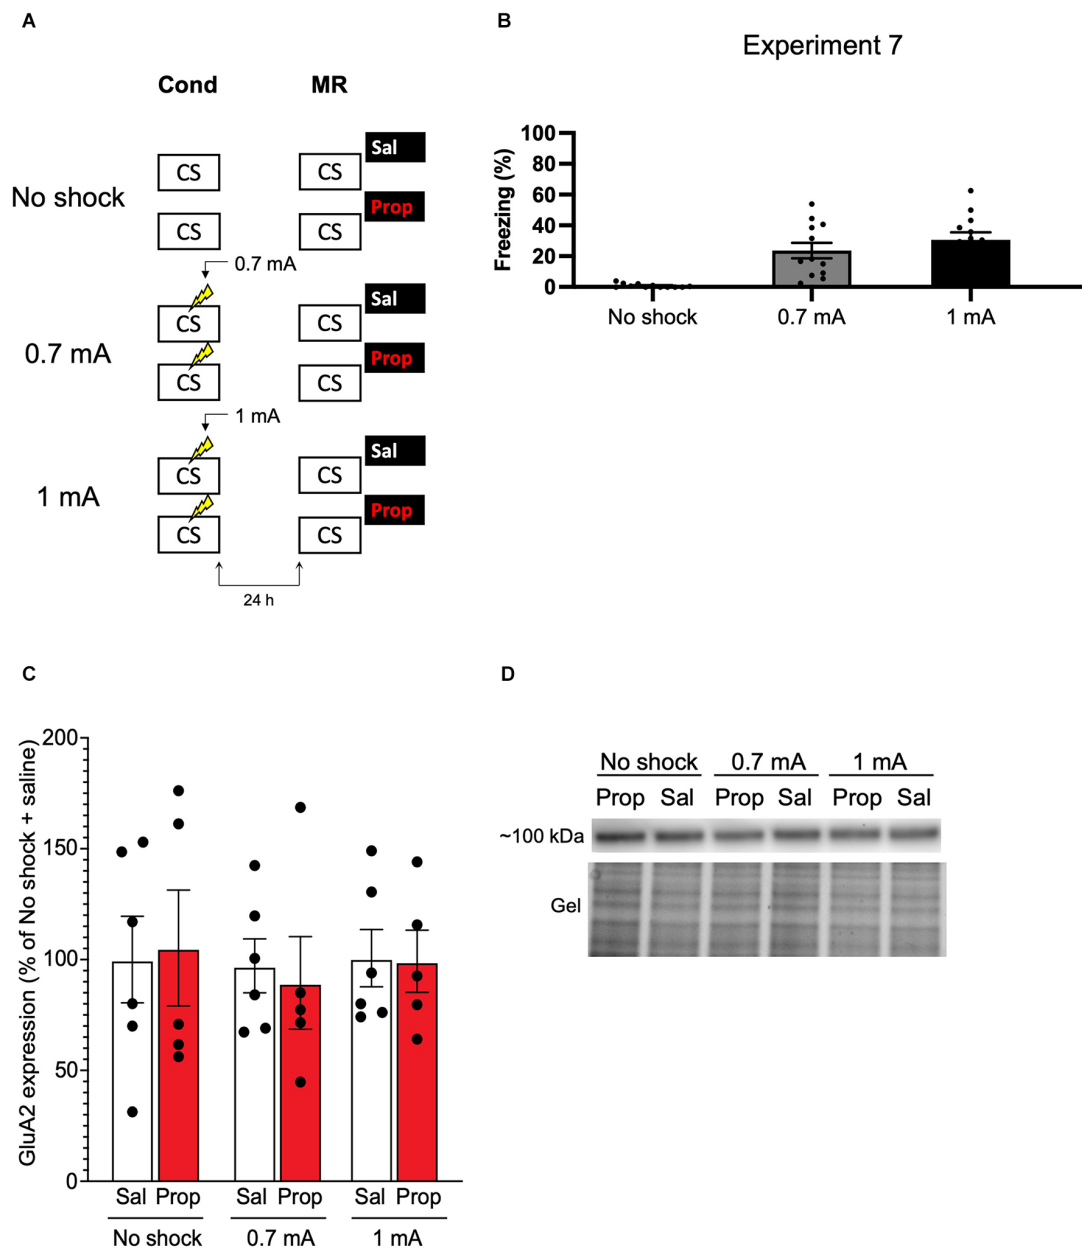 A
Cond MR
No shock
CS CS Sal
CS CS Prop
0.7 mA
0.7 mA
CS CS Sal
CS CS Prop
1 mA
1 mA
CS CS Sal
CS CS Prop
24 h
B
Experiment 7
Freezing (%)
100
80
60
40
20
0
No shock 0.7 mA 1 mA
C
GluA2 expression (% of No shock + saline)
200
150
100
50
0
Sal Prop Sal Prop Sal Prop
No shock 0.7 mA 1 mA
D
No shock 0.7 mA 1 mA
Prop Sal Prop Sal Prop Sal
~100 kDa
Gel